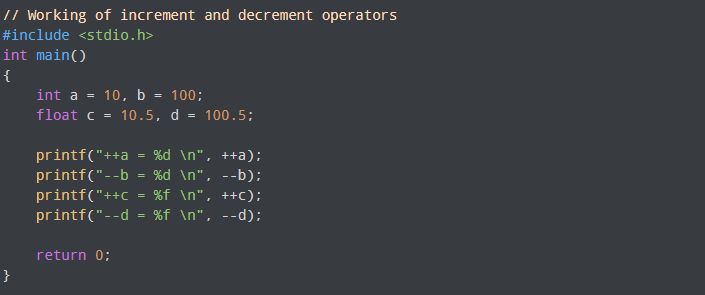 // Working of increment and decrement operators
#include <stdio.h>
int main()
{
    int a = 10, b = 100;
    float c = 10.5, d = 100.5;

    printf("++a = %d \n", ++a);
    printf("--b = %d \n", --b);
    printf("++c = %f \n", ++c);
    printf("--d = %f \n", --d);

    return 0;
}